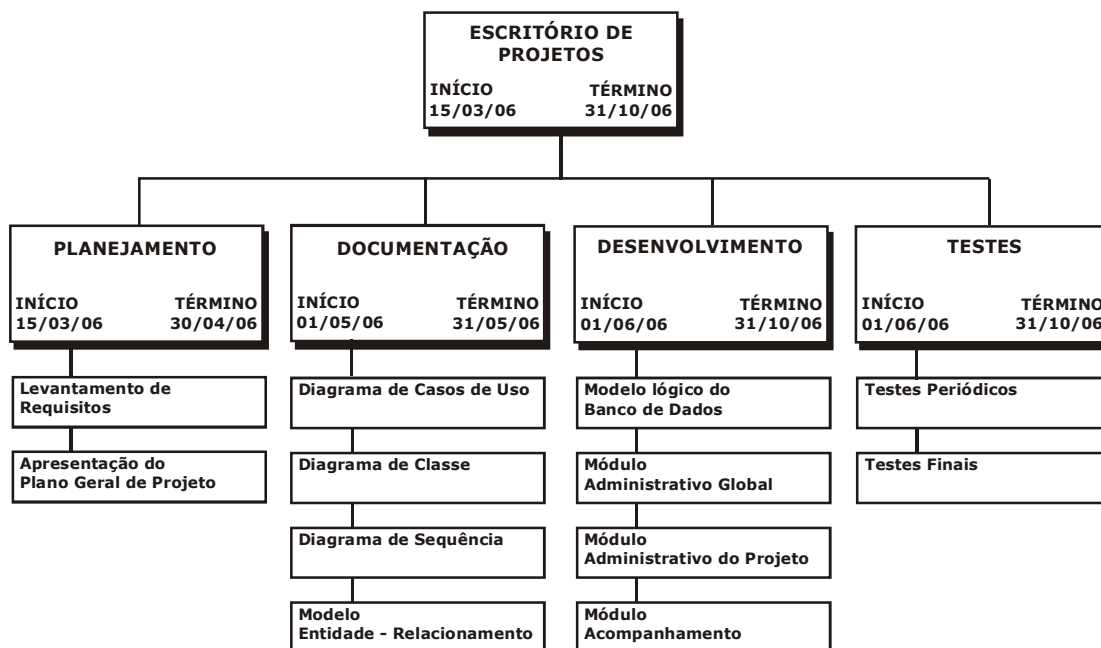 ESCRITÓRIO DE
PROJETOS
INÍCIO TÉRMINO
15/03/06 31/10/06
PLANEJAMENTO
INÍCIO TÉRMINO
15/03/06 30/04/06
Levantamento de
Requisitos
Apresentação do
Plano Geral de Projeto
DOCUMENTAÇÃO
INÍCIO TÉRMINO
01/05/06 31/05/06
Diagrama de Casos de Uso
Diagrama de Classe
Diagrama de Sequência
Modelo
Entidade - Relacionamento
DESENVOLVIMENTO
INÍCIO TÉRMINO
01/06/06 31/10/06
Modelo lógico do
Banco de Dados
Módulo
Administrativo Global
Módulo
Administrativo do Projeto
Módulo
Acompanhamento
TESTES
INÍCIO TÉRMINO
01/06/06 31/10/06
Testes Periódicos
Testes Finais